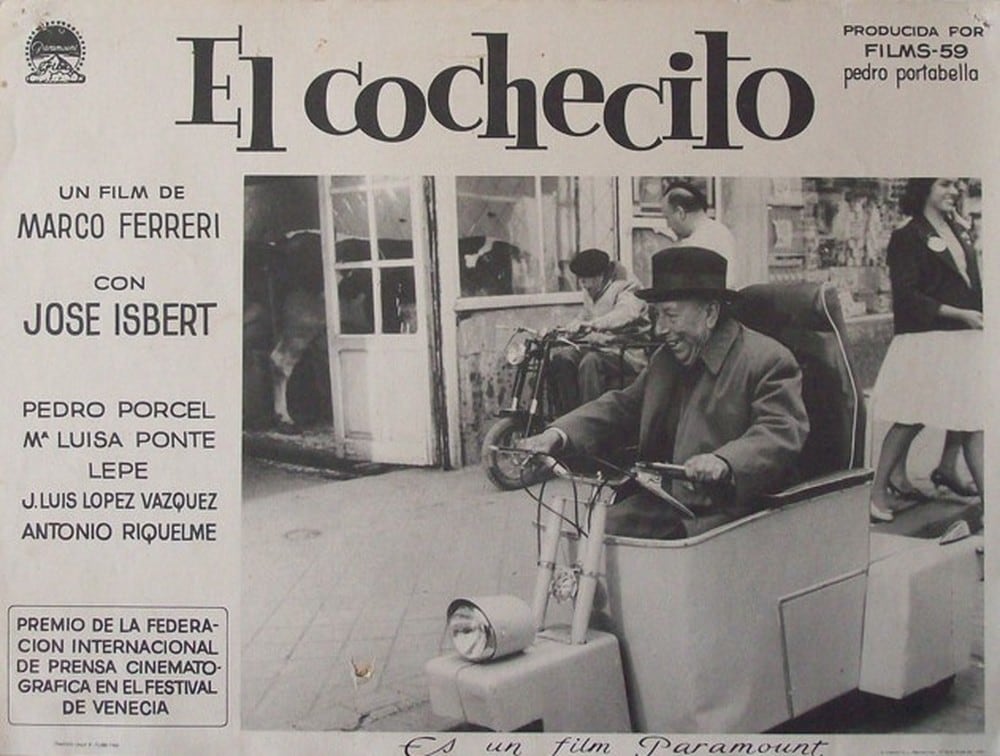 Paramount
El cochecito
PRODUCIDA POR
FILMS-59
pedro portabella
UN FILM DE
MARCO FERRERI
CON
JOSE ISBERT
PEDRO PORCEL
Mª LUISA PONTE
LEPE
J. LUIS LOPEZ VAZQUEZ
ANTONIO RIQUELME
PREMIO DE LA FEDERA-
CION INTERNACIONAL
DE PRENSA CINEMATO-
GRAFICA EN EL FESTIVAL
DE VENECIA
Es un film Paramount